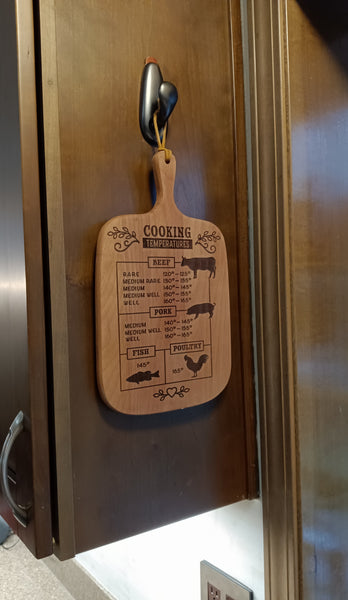 COOKING
TEMPERATURES
BEEF
RARE 120°-125°
MEDIUM RARE 130°-135°
MEDIUM 140°-145°
MEDIUM WELL 150°-155°
WELL 160°-165°
PORK
MEDIUM 140°-145°
MEDIUM WELL 150°-155°
WELL 160°-165°
FISH POULTRY
145° 165°